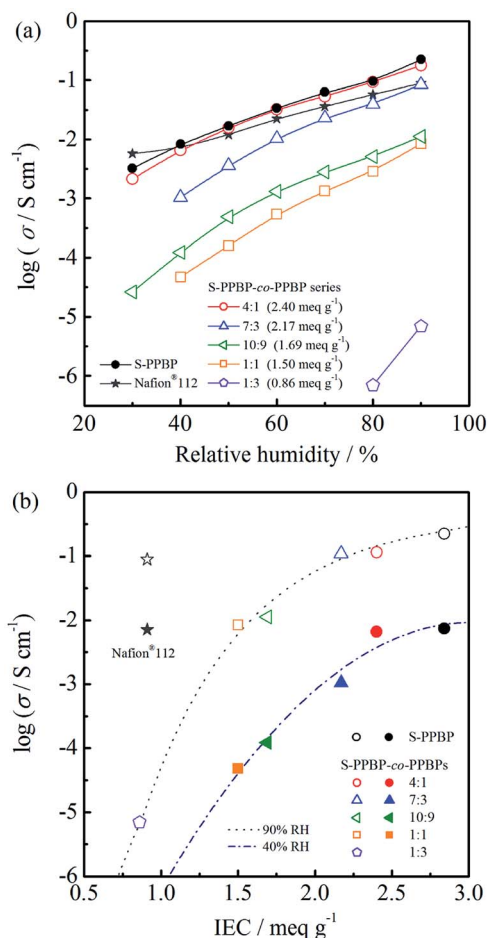 (a)
0
-1
-2
-3
-4
-5
-6
log ( σ / S cm⁻¹)
S-PPBP-co-PPBP series
4:1 (2.40 meq g⁻¹)
7:3 (2.17 meq g⁻¹)
10:9 (1.69 meq g⁻¹)
S-PPBP
1:1 (1.50 meq g⁻¹)
Nafion®112
1:3 (0.86 meq g⁻¹)
20 40 60 80 100
Relative humidity / %
(b)
0
-1
-2
-3
-4
-5
-6
log (σ / S cm⁻¹)
Nafion®112
S-PPBP
S-PPBP-co-PPBPs
4:1
7:3
10:9
90% RH
1:1
40% RH
1:3
0.5 1.0 1.5 2.0 2.5 3.0
IEC / meq g⁻¹